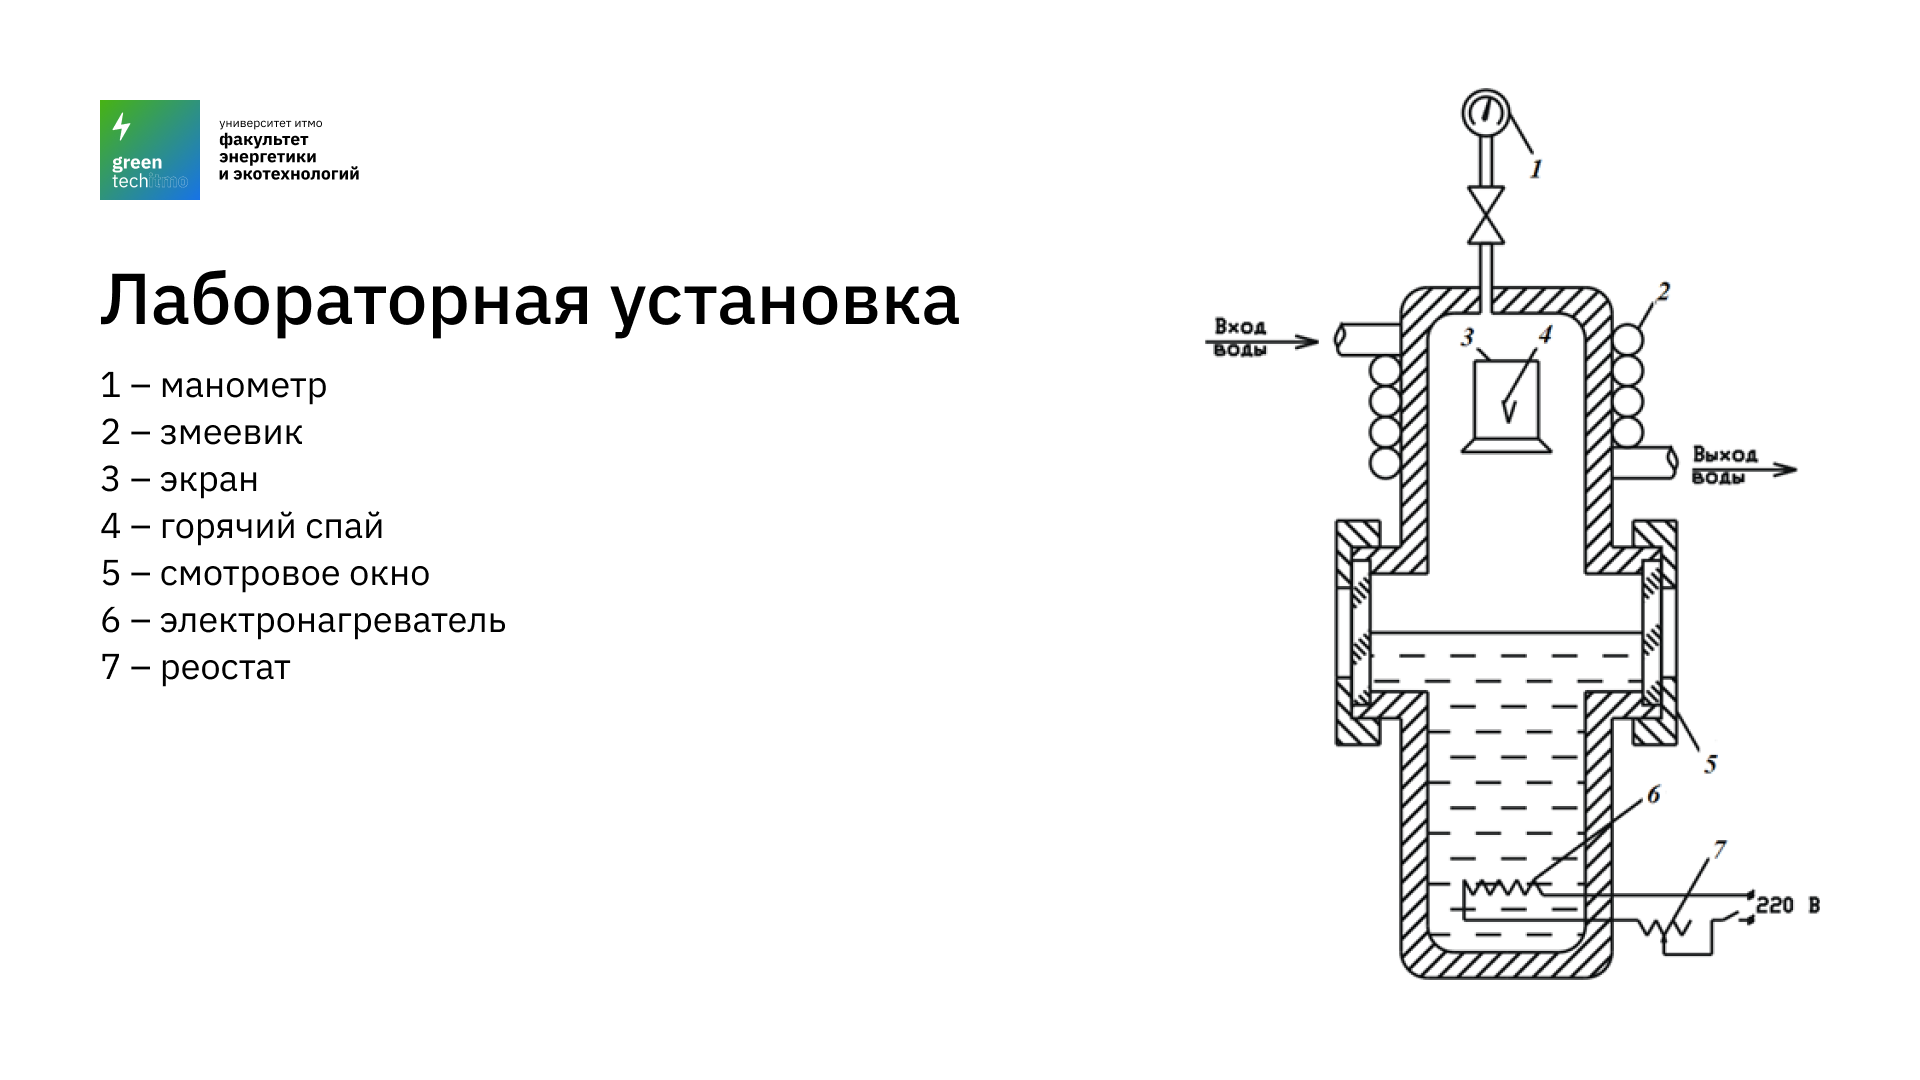 green
techitmo
университет итмо
факультет
энергетики
и экотехнологий
Лабораторная установка
1 – манометр
2 – змеевик
3 – экран
4 – горячий спай
5 – смотровое окно
6 – электронагреватель
7 – реостат
1
2
Вход
воды
3
4
Выход
воды
5
6
7
220 В